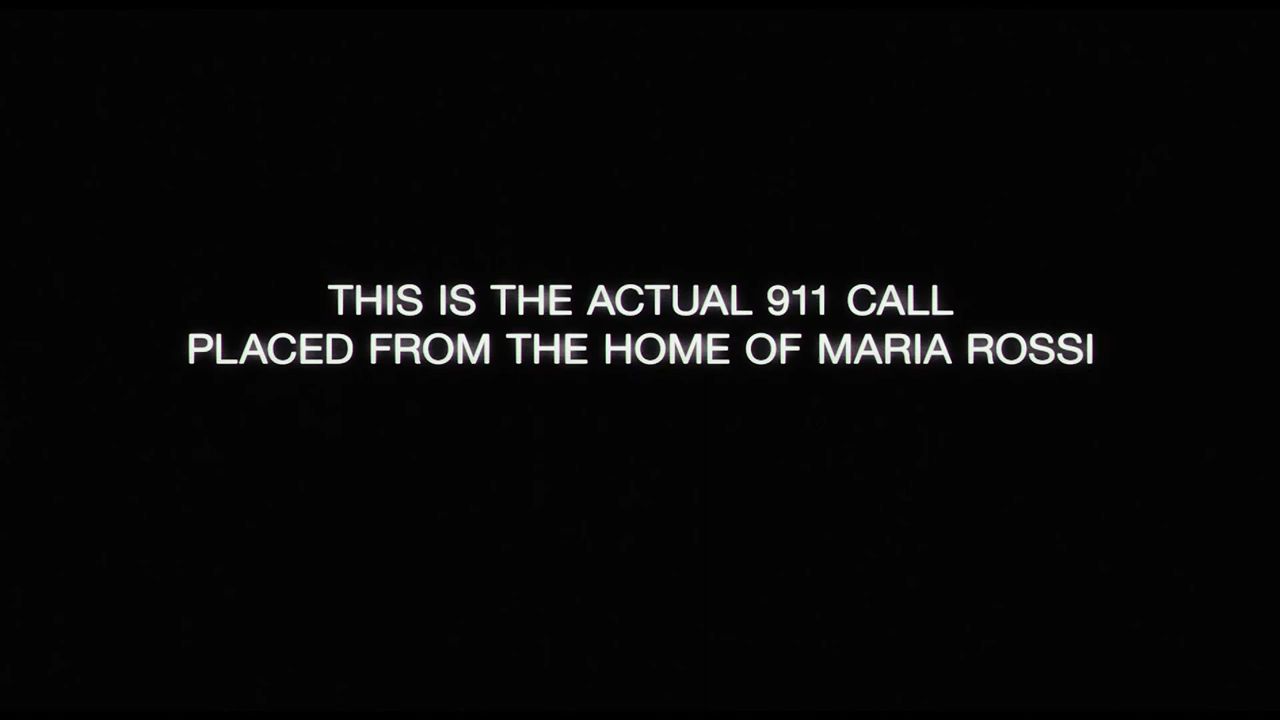 THIS IS THE ACTUAL 911 CALL
PLACED FROM THE HOME OF MARIA ROSSI